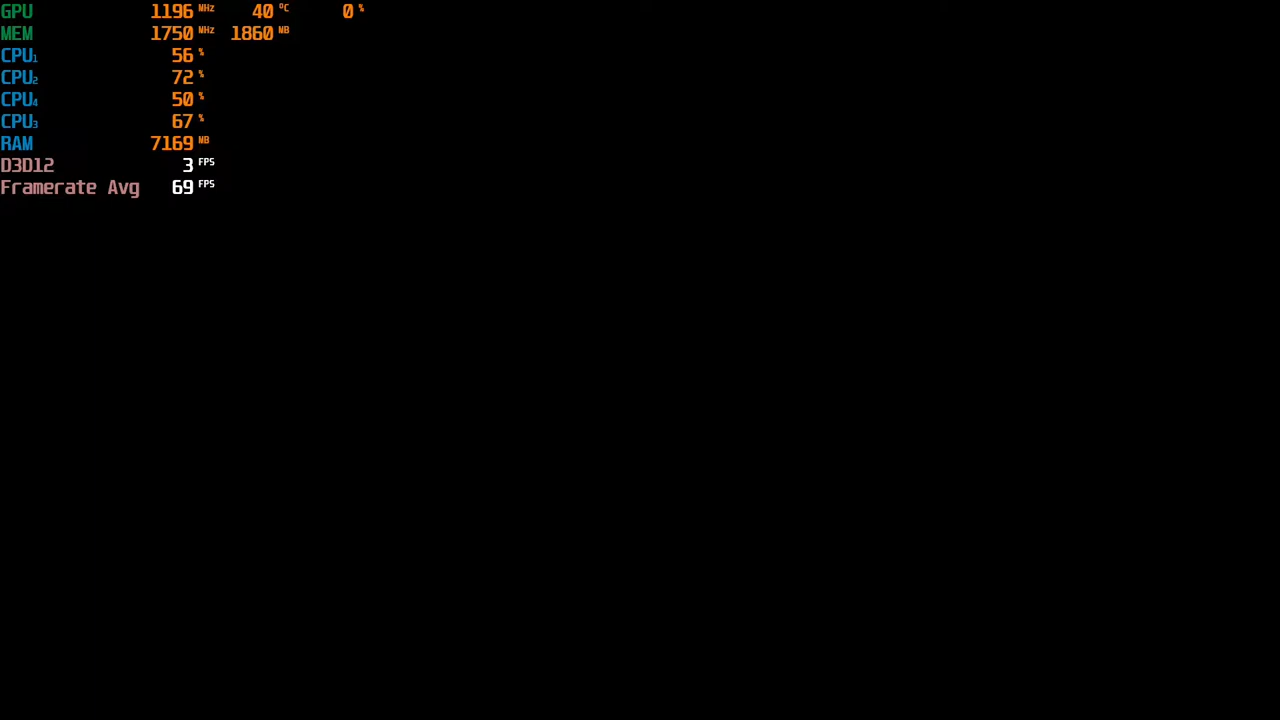 GPU 1196 MHz 40 °C 0 %
MEM 1750 MHz 1860 MB
CPU1 56 %
CPU2 72 %
CPU4 50 %
CPU3 67 %
RAM 7169 MB
D3D12 3 FPS
Framerate Avg 69 FPS